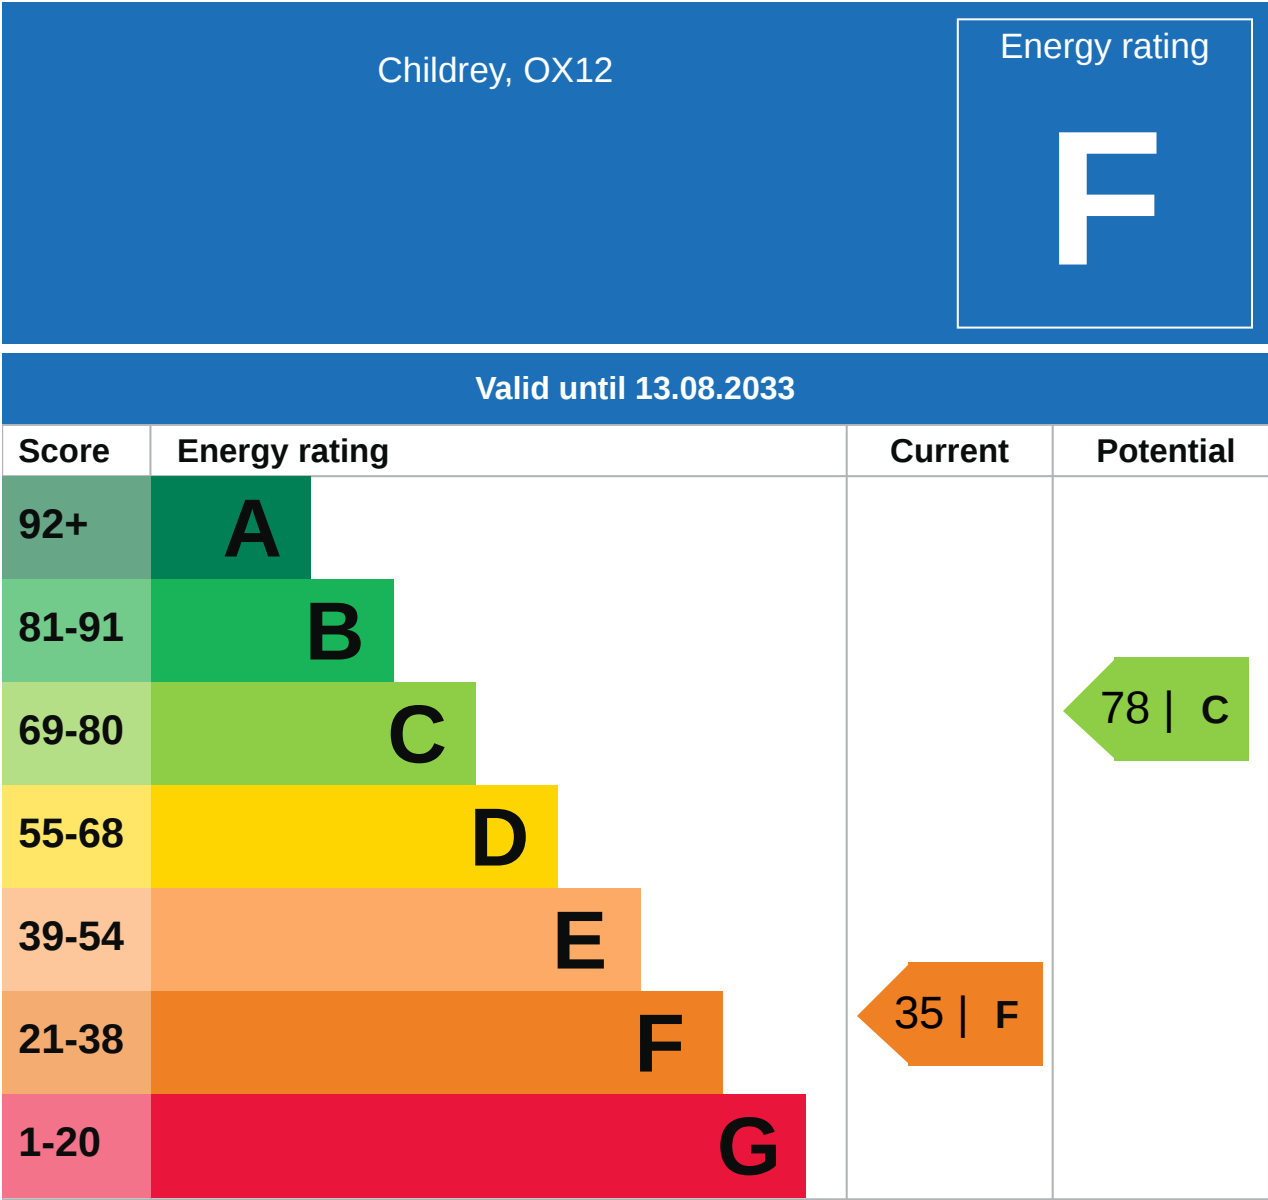 Childrey, OX12
Energy rating
F
Valid until 13.08.2033
Score Energy rating Current Potential
92+ A
81-91 B
69-80 C
78 | C
55-68 D
39-54 E
21-38 F
35 | F
1-20 G